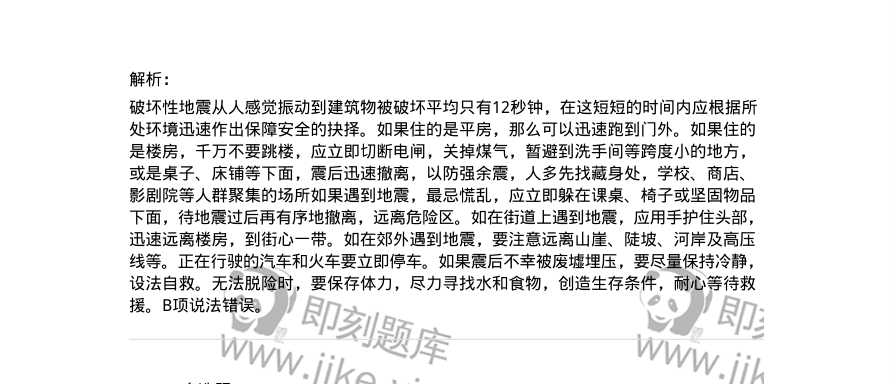 解析：
破坏性地震从人感觉振动到建筑物被破坏平均只有12秒钟，在这短短的时间内应根据所
处环境迅速作出保障安全的抉择。如果住的是平房，那么可以迅速跑到门外。如果住的
是楼房，千万不要跳楼，应立即切断电闸，关掉煤气，暂避到洗手间等跨度小的地方，
或是桌子、床铺等下面，震后迅速撤离，以防强余震，人多先找藏身处，学校、商店、
影剧院等人群聚集的场所如果遇到地震，最忌慌乱，应立即躲在课桌、椅子或坚固物品
下面，待地震过后再有序地撤离，远离危险区。如在街道上遇到地震，应用手护住头部，
迅速远离楼房，到街心一带。如在郊外遇到地震，要注意远离山崖、陡坡、河岸及高压
线等。正在行驶的汽车和火车要立即停车。如果震后不幸被废墟埋压，要尽量保持冷静，
设法自救。无法脱险时，要保存体力，尽力寻找水和食物，创造生存条件，耐心等待救
援。B项说法错误。
即刻题库
www.jike
即刻
www.ji